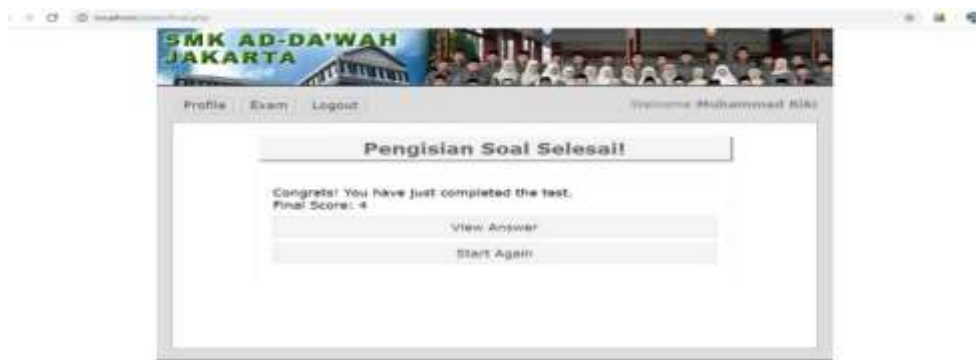 SMK AD-DA'WAH
JAKARTA
Profile Exam Logout
Welcome Muhammad Kiki
Pengisian Soal Selesai!
Congrats! You have just completed the test.
Final Score: 4
View Answer
Start Again